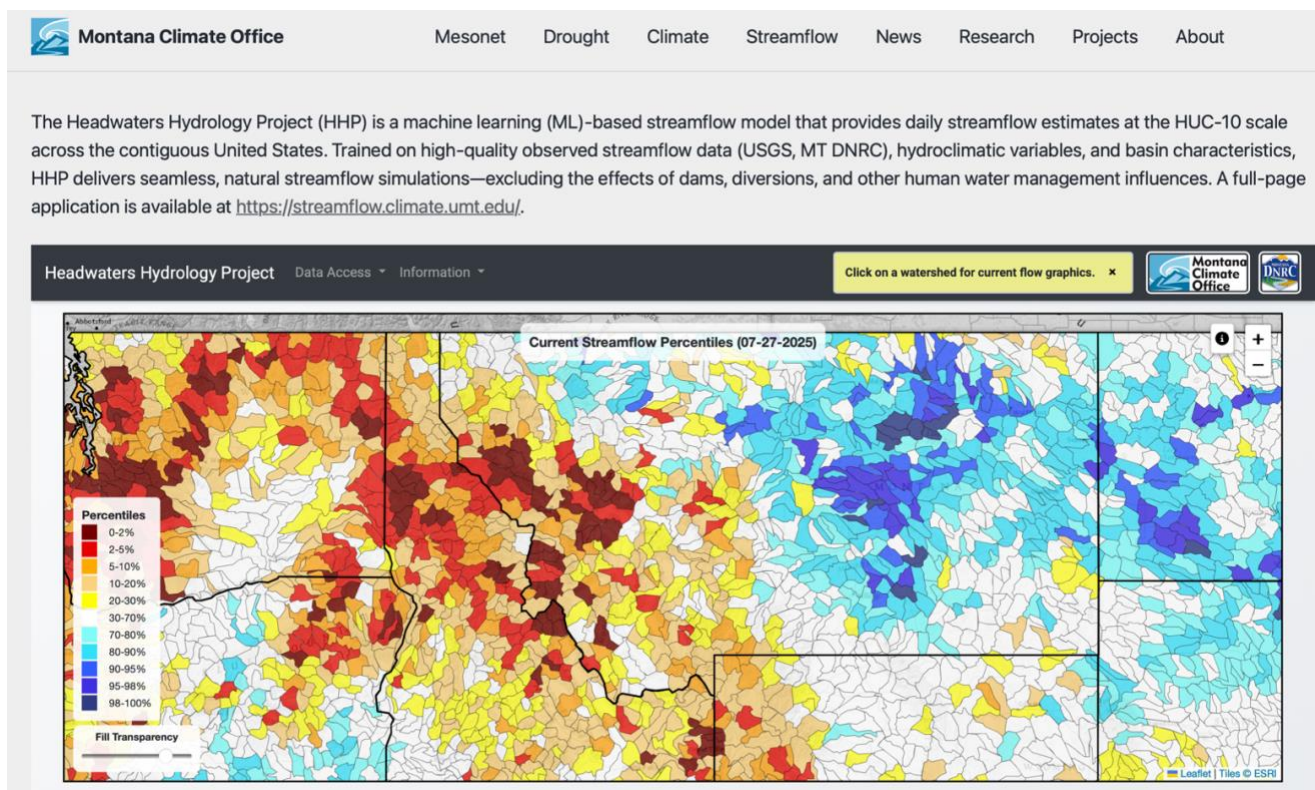 Montana Climate Office
Mesonet
Drought
Climate
Streamflow
News
Research
Projects
About
The Headwaters Hydrology Project (HHP) is a machine learning (ML)-based streamflow model that provides daily streamflow estimates at the HUC-10 scale
across the contiguous United States. Trained on high-quality observed streamflow data (USGS, MT DNRC), hydroclimatic variables, and basin characteristics,
HHP delivers seamless, natural streamflow simulations—excluding the effects of dams, diversions, and other human water management influences. A full-page
application is available at https://streamflow.climate.umt.edu/.
Headwaters Hydrology Project
Data Access
Information
Click on a watershed for current flow graphics. ×
Montana
Climate
Office
DNRC
Abbotsford
Current Streamflow Percentiles (07-27-2025)
+
−
Percentiles
0-2%
2-5%
5-10%
10-20%
20-30%
30-70%
70-80%
80-90%
90-95%
95-98%
98-100%
Fill Transparency
Leaflet | Tiles © ESRI